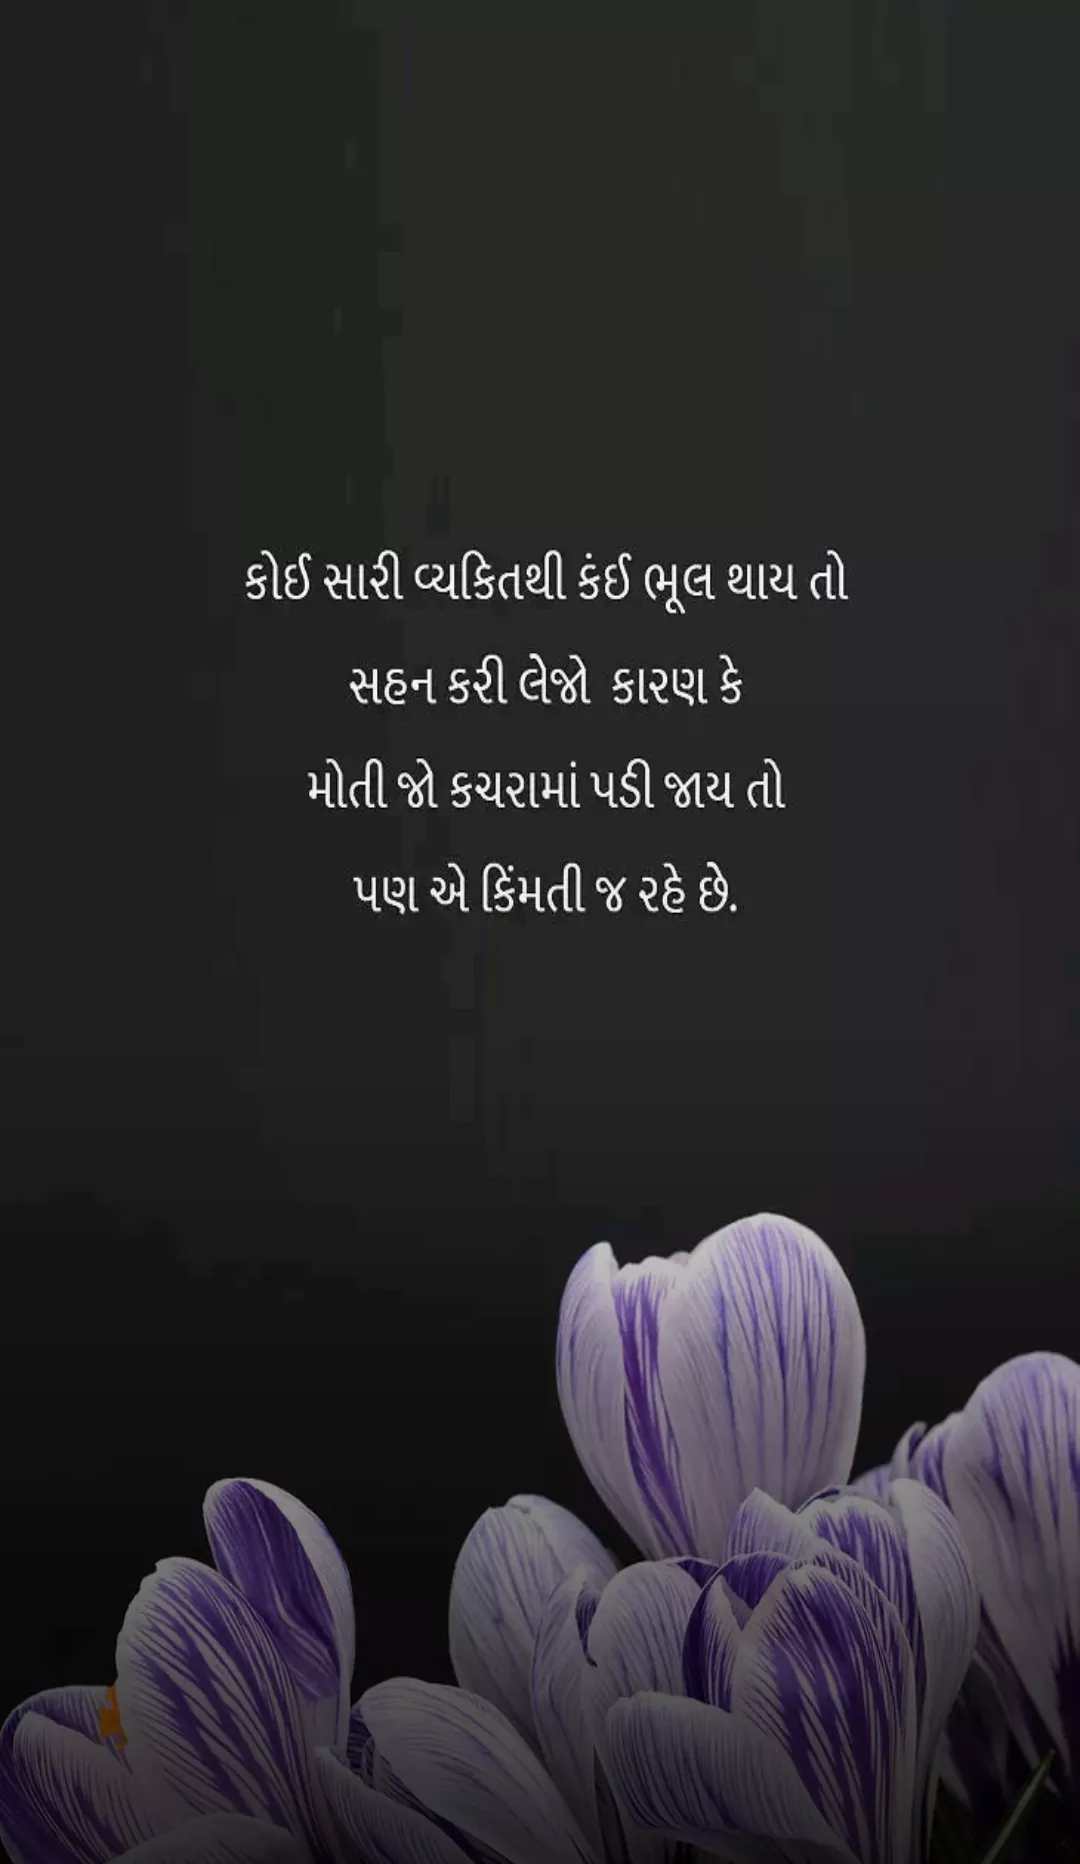 કોઈ સારી વ્યકિતથી કંઈ ભૂલ થાય તો
સહન કરી લેજો કારણ કે
મોતી જો કચરામાં પડી જાય તો
પણ એ કિંમતી જ રહે છે.